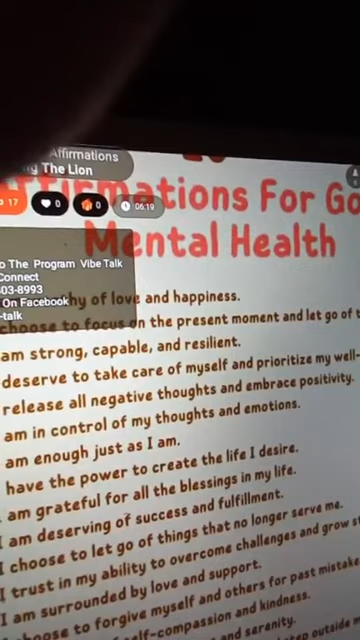 Affirmations
The Lion
17 0 0 06:19
Affirmations For Go
Mental Health
o The Program Vibe Talk
Connect
603-8993
On Facebook
-talk
hy of love and happiness.
choose to focus on the present moment and let go of t
am strong, capable, and resilient.
deserve to take care of myself and prioritize my well-
release all negative thoughts and embrace positivity.
am in control of my thoughts and emotions.
am enough just as I am.
have the power to create the life I desire.
I am grateful for all the blessings in my life.
I am deserving of success and fulfillment.
I choose to let go of things that no longer serve me.
I trust in my ability to overcome challenges and grow s
I am surrounded by love and support.
hoose to forgive myself and others for past mistake
self-compassion and kindness.
and serenity.
outside